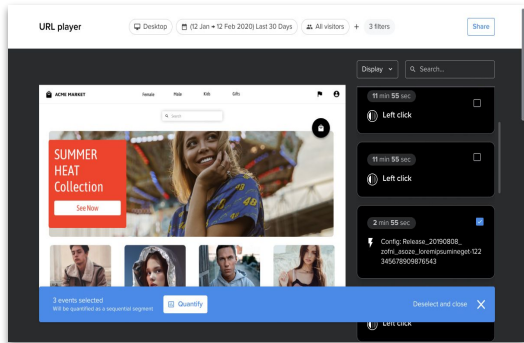 URL player
Desktop
(12 Jan → 12 Feb 2020) Last 30 Days
All visitors
+
3 filters
Share
Display
Search...
ACME MARKET
Female
Male
Kids
Gifts
Search
SUMMER
HEAT
Collection
See Now
11 min 55 sec
Left click
11 min 55 sec
Left click
2 min 55 sec
Config: Release_20190808_
zofni_asoze_loremipsumineget-122
345678909876543
3 events selected
Will be quantified as a sequential segment
Quantify
Deselect and close
Left click